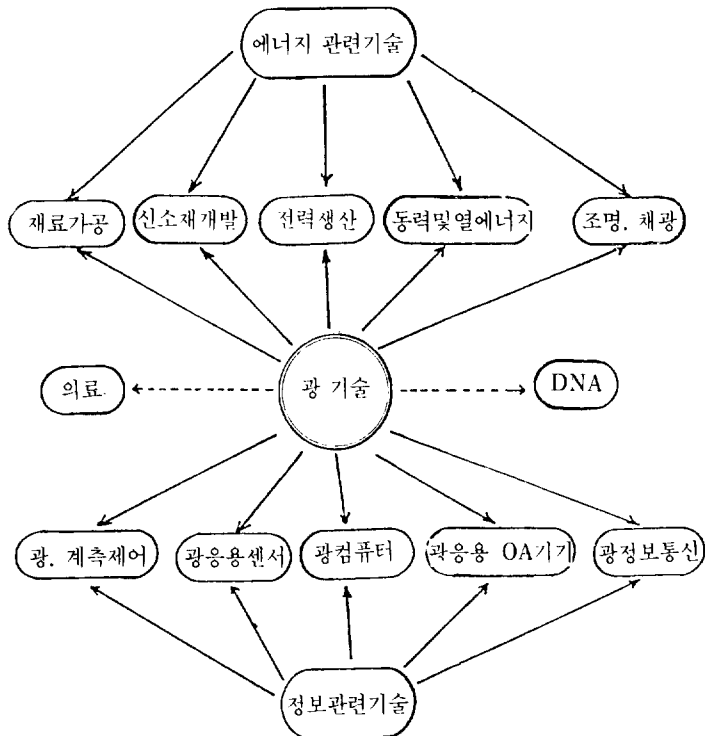 에너지 관련기술
재료가공 신소재개발 전력생산 동력및열에너지 조명. 채광
의료 광 기술 DNA
광. 계측제어 광응용센서 광컴퓨터 광응용 OA기기 광정보통신
정보관련기술